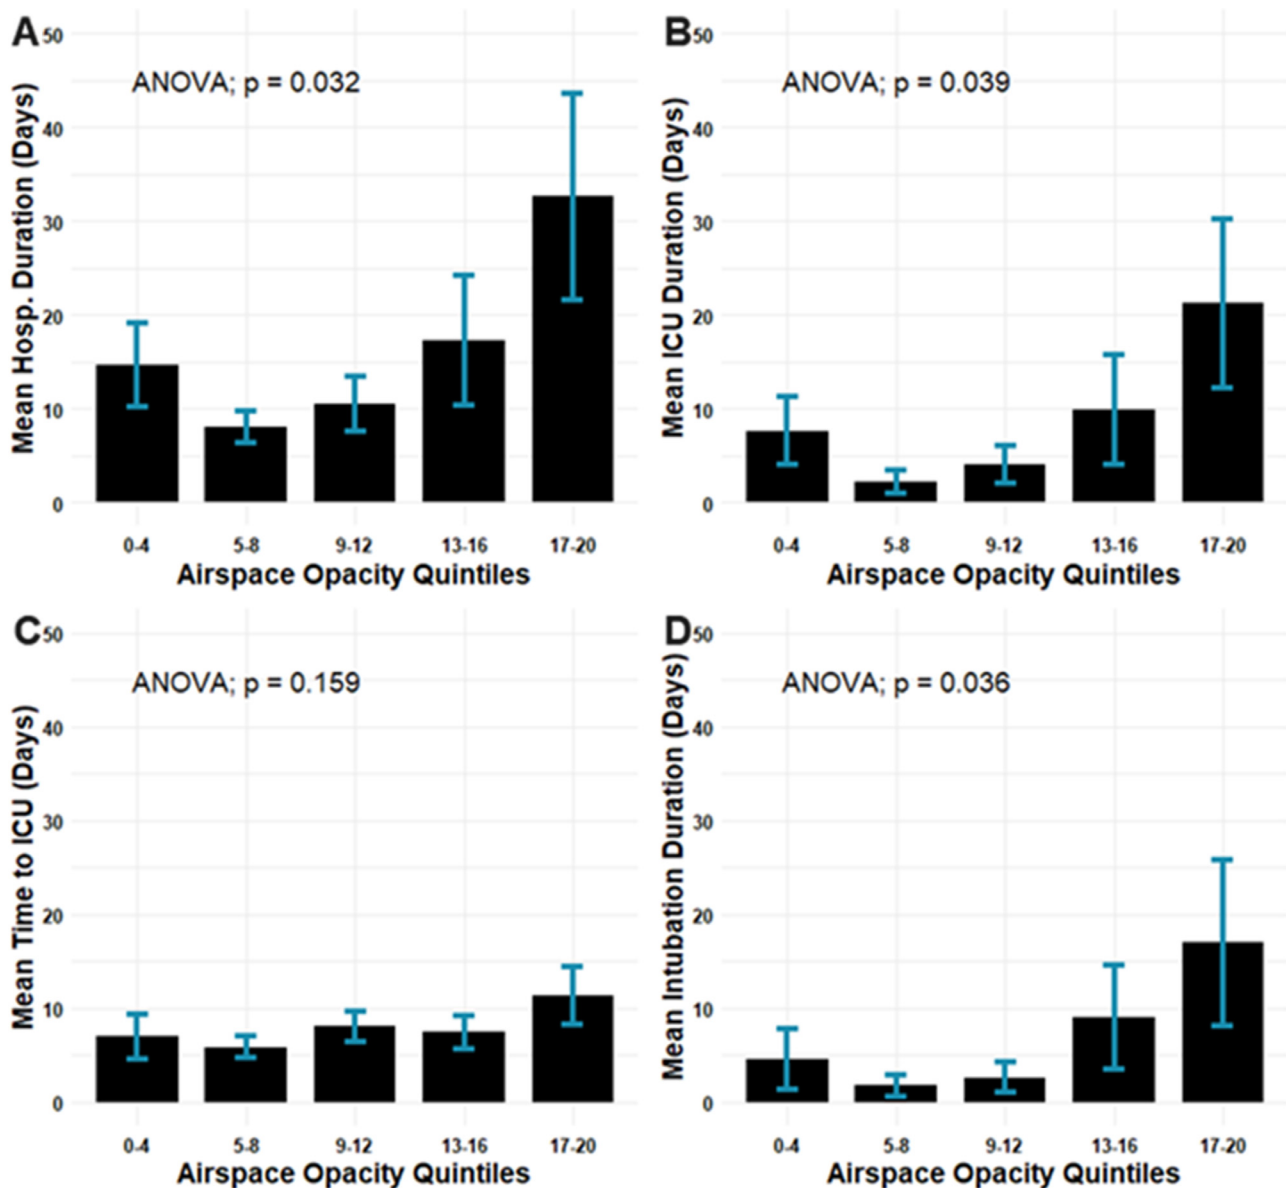 A
50
40
30
20
10
0
Mean Hosp. Duration (Days)
ANOVA; p = 0.032
0-4 5-8 9-12 13-16 17-20
Airspace Opacity Quintiles
B
50
40
30
20
10
0
Mean ICU Duration (Days)
ANOVA; p = 0.039
0-4 5-8 9-12 13-16 17-20
Airspace Opacity Quintiles
C
50
40
30
20
10
0
Mean Time to ICU (Days)
ANOVA; p = 0.159
0-4 5-8 9-12 13-16 17-20
Airspace Opacity Quintiles
D
50
40
30
20
10
0
Mean Intubation Duration (Days)
ANOVA; p = 0.036
0-4 5-8 9-12 13-16 17-20
Airspace Opacity Quintiles